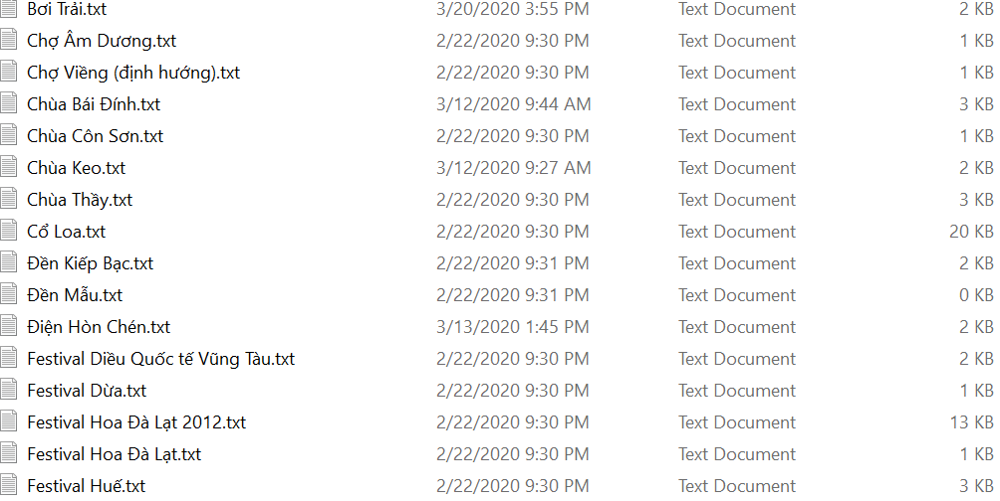 Bơi Trải.txt 3/20/2020 3:55 PM Text Document 2 KB
Chợ Âm Dương.txt 2/22/2020 9:30 PM Text Document 1 KB
Chợ Viềng (định hướng).txt 2/22/2020 9:30 PM Text Document 1 KB
Chùa Bái Đính.txt 3/12/2020 9:44 AM Text Document 3 KB
Chùa Côn Sơn.txt 2/22/2020 9:30 PM Text Document 1 KB
Chùa Keo.txt 3/12/2020 9:27 AM Text Document 2 KB
Chùa Thầy.txt 2/22/2020 9:30 PM Text Document 3 KB
Cổ Loa.txt 2/22/2020 9:30 PM Text Document 20 KB
Đền Kiếp Bạc.txt 2/22/2020 9:31 PM Text Document 2 KB
Đền Mẫu.txt 2/22/2020 9:31 PM Text Document 0 KB
Điện Hòn Chén.txt 3/13/2020 1:45 PM Text Document 2 KB
Festival Diều Quốc tế Vũng Tàu.txt 2/22/2020 9:30 PM Text Document 2 KB
Festival Dừa.txt 2/22/2020 9:30 PM Text Document 1 KB
Festival Hoa Đà Lạt 2012.txt 2/22/2020 9:30 PM Text Document 13 KB
Festival Hoa Đà Lạt.txt 2/22/2020 9:30 PM Text Document 1 KB
Festival Huế.txt 2/22/2020 9:30 PM Text Document 3 KB